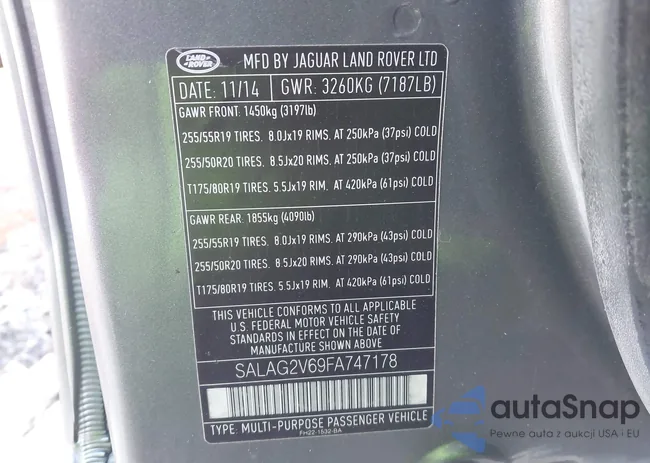 LAND ROVER MFD BY JAGUAR LAND ROVER LTD
DATE: 11/14 GWR: 3260KG (7187LB)
GAWR FRONT: 1450kg (3197lb)
255/55R19 TIRES. 8.0Jx19 RIMS. AT 250kPa (37psi) COLD
255/50R20 TIRES. 8.5Jx20 RIMS. AT 250kPa (37psi) COLD
T175/80R19 TIRES. 5.5Jx19 RIM. AT 420kPa (61psi) COLD
GAWR REAR: 1855kg (4090lb)
255/55R19 TIRES. 8.0Jx19 RIMS. AT 290kPa (43psi) COLD
255/50R20 TIRES. 8.5Jx20 RIMS. AT 290kPa (43psi) COLD
T175/80R19 TIRES. 5.5Jx19 RIM. AT 420kPa (61psi) COLD
THIS VEHICLE CONFORMS TO ALL APPLICABLE
U.S. FEDERAL MOTOR VEHICLE SAFETY
STANDARDS IN EFFECT ON THE DATE OF
MANUFACTURE SHOWN ABOVE
SALAG2V69FA747178
TYPE: MULTI-PURPOSE PASSENGER VEHICLE
FH22-1532-BA
autaSnap
Pewne auta z aukcji USA i EU